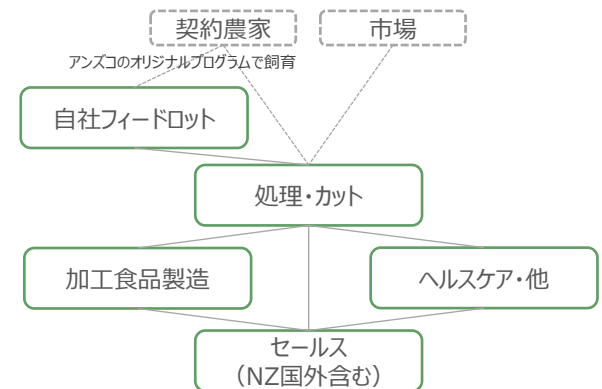 契約農家
市場
アンズコのオリジナルプログラムで飼育
自社フィードロット
処理・カット
加工食品製造
ヘルスケア・他
セールス
（NZ国外含む）